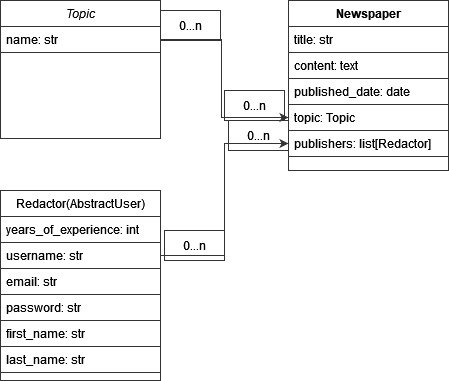 Topic
name: str
0...n
Newspaper
title: str
content: text
published_date: date
topic: Topic
publishers: list[Redactor]
0...n
0...n
Redactor(AbstractUser)
years_of_experience: int
username: str
email: str
password: str
first_name: str
last_name: str
0...n